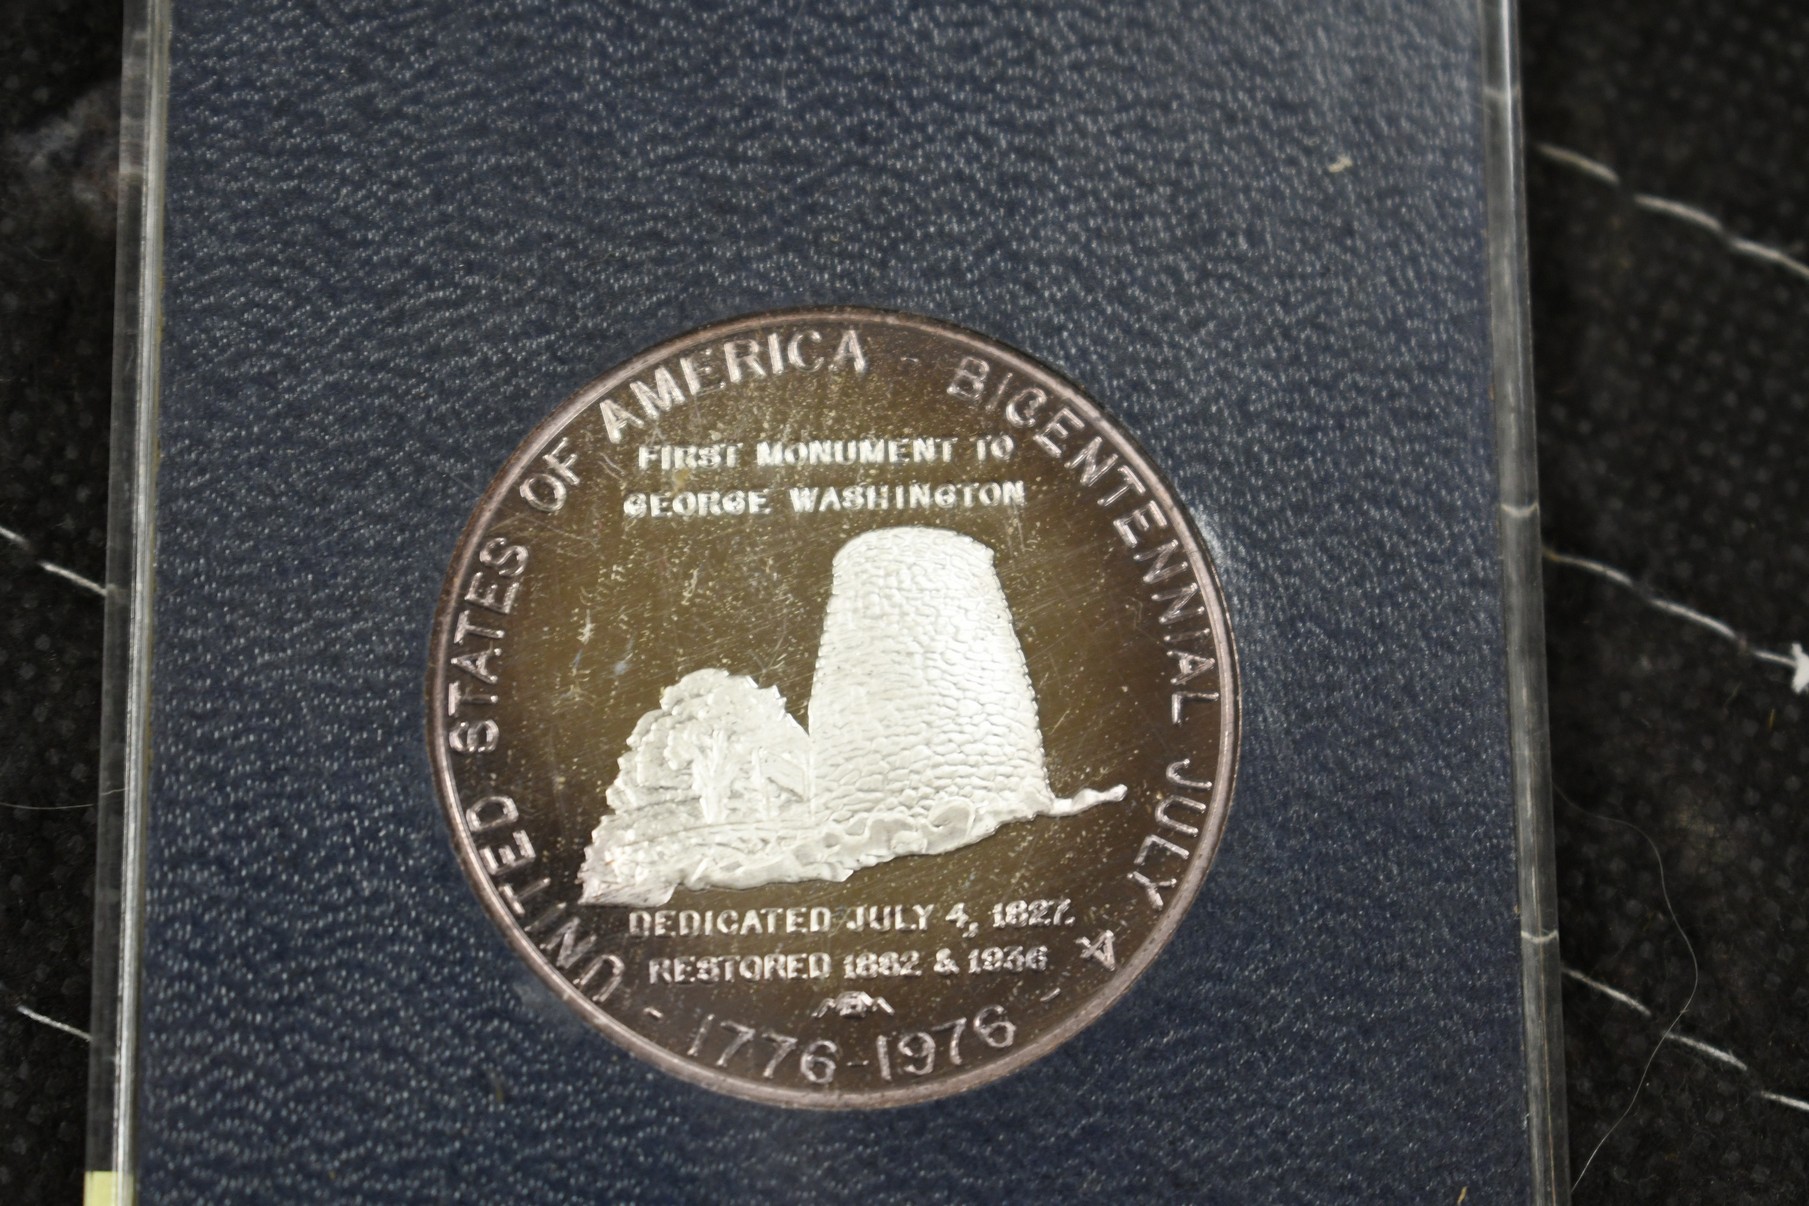 UNITED STATES OF AMERICA - BICENTENNIAL JULY 4 - 1776-1976 -
FIRST MONUMENT TO
GEORGE WASHINGTON
DEDICATED JULY 4, 1827.
RESTORED 1882 & 1936